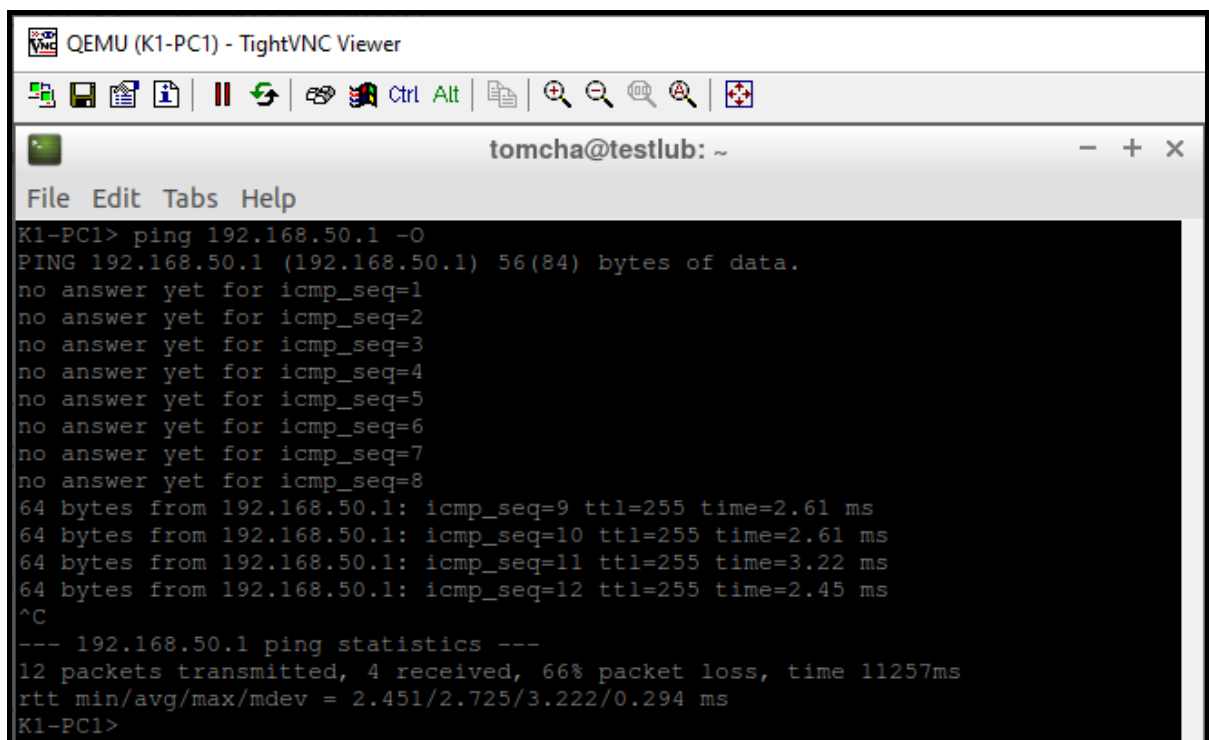 QEMU (K1-PC1) - TightVNC Viewer
Ctrl Alt
tomcha@testlub: ~
File Edit Tabs Help
K1-PC1> ping 192.168.50.1 -O
PING 192.168.50.1 (192.168.50.1) 56(84) bytes of data.
no answer yet for icmp_seq=1
no answer yet for icmp_seq=2
no answer yet for icmp_seq=3
no answer yet for icmp_seq=4
no answer yet for icmp_seq=5
no answer yet for icmp_seq=6
no answer yet for icmp_seq=7
no answer yet for icmp_seq=8
64 bytes from 192.168.50.1: icmp_seq=9 ttl=255 time=2.61 ms
64 bytes from 192.168.50.1: icmp_seq=10 ttl=255 time=2.61 ms
64 bytes from 192.168.50.1: icmp_seq=11 ttl=255 time=3.22 ms
64 bytes from 192.168.50.1: icmp_seq=12 ttl=255 time=2.45 ms
^C
--- 192.168.50.1 ping statistics ---
12 packets transmitted, 4 received, 66% packet loss, time 11257ms
rtt min/avg/max/mdev = 2.451/2.725/3.222/0.294 ms
K1-PC1>